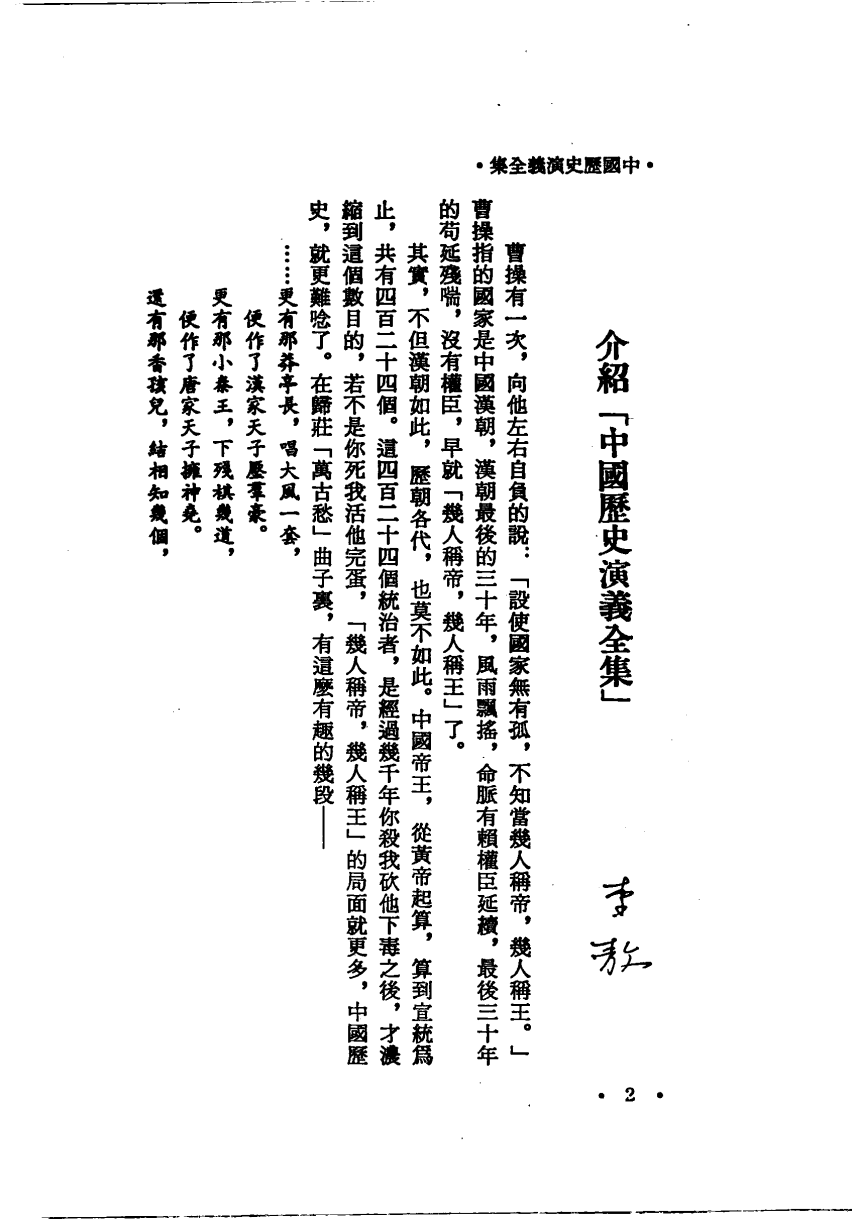 ・中國歷史演義全集・
介紹「中國歷史演義全集」
李敖
曹操有一次，向他左右自負的說：「設使國家無有孤，不知當幾人稱帝，幾人稱王。」
曹操指的國家是中國漢朝，漢朝最後的三十年，風雨飄搖，命脈有賴權臣延續，最後三十年
的苟延殘喘，沒有權臣，早就「幾人稱帝，幾人稱王」了。
其實，不但漢朝如此，歷朝各代，也莫不如此。中國帝王，從黃帝起算，算到宣統爲
止，共有四百二十四個。這四百二十四個統治者，是經過幾千年你殺我砍他下毒之後，才濃
縮到這個數目的，若不是你死我活他完蛋，「幾人稱帝，幾人稱王」的局面就更多，中國歷
史，就更難唸了。在歸莊「萬古愁」曲子裏，有這麼有趣的幾段——
……更有那莽亭長，唱大風一套，
便作了漢家天子壓羣豪。
更有那小秦王，下殘棋幾道，
便作了唐家天子擁神堯。
還有那香孩兒，結相知幾個，
・2・